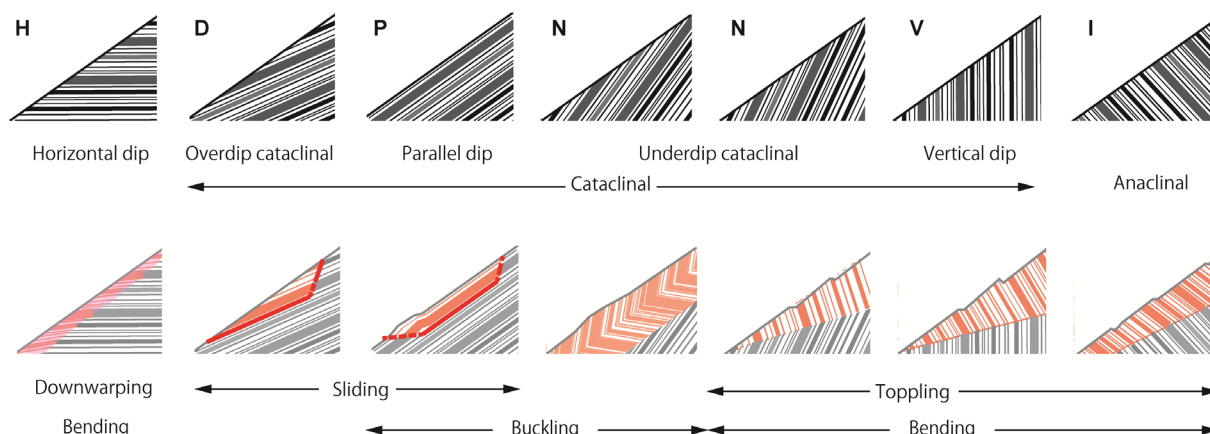 H D P N N V I
Horizontal dip Overdip cataclinal Parallel dip Underdip cataclinal Vertical dip
Cataclinal Anaclinal
Downwarping Sliding Toppling
Bending Buckling Bending